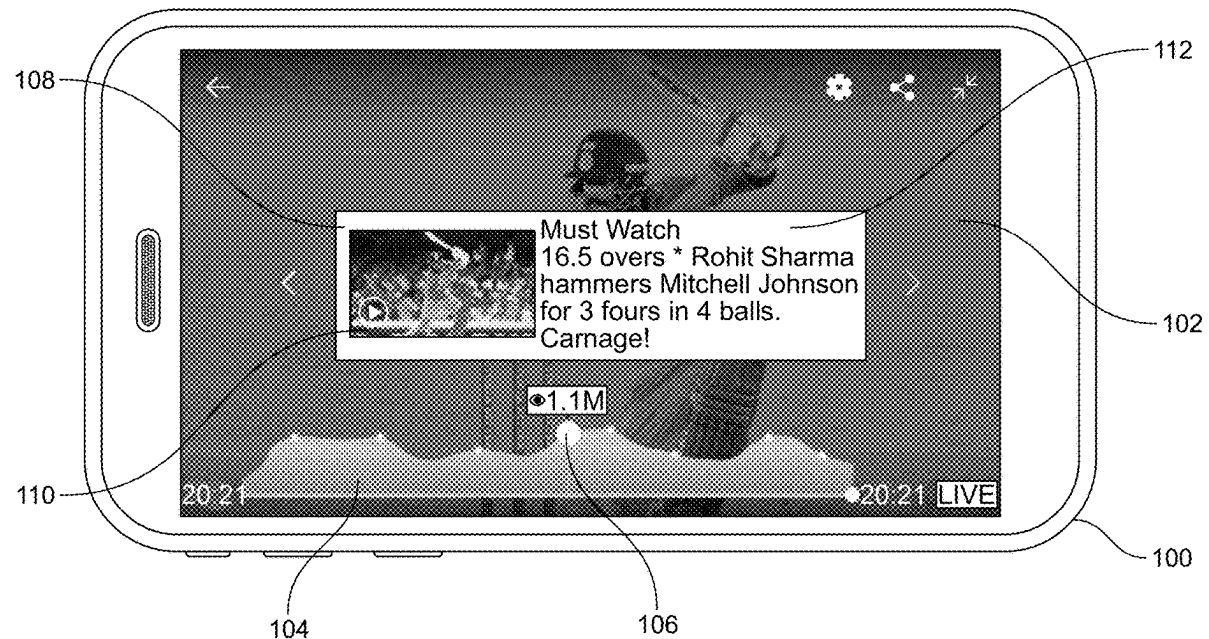 108
112
Must Watch
16.5 overs * Rohit Sharma
hammers Mitchell Johnson
for 3 fours in 4 balls.
Carnage!
102
1.1M
110
20:21
20:21 LIVE
100
104
106